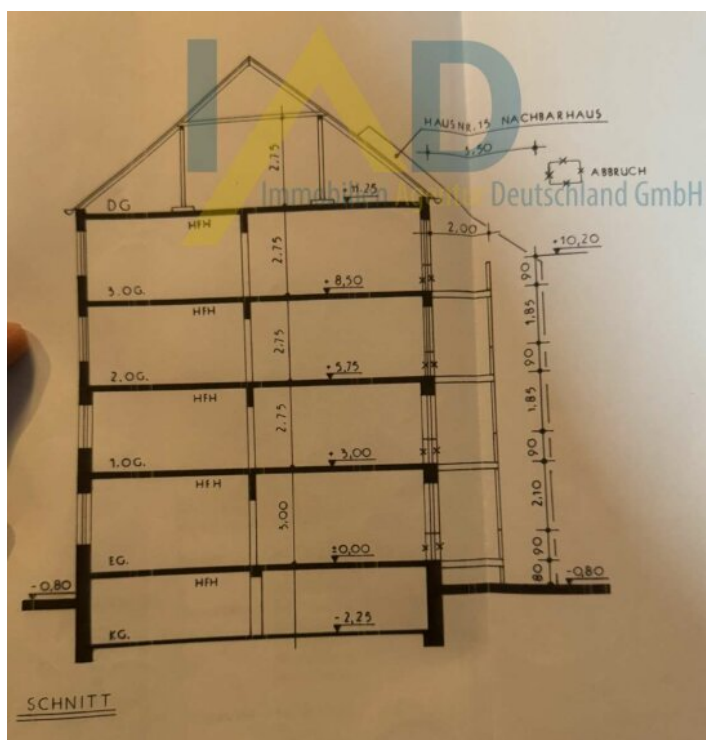 IAD
Immobilien Agentur Deutschland GmbH
HAUSNR. 15 NACHBARHAUS
5,50
ABBRUCH
2.75
DG
HFH
11.25
2,00
+10,20
2.75
90
3.OG.
+ 8,50
1,85
HFH
2.75
90
2.OG.
+ 5,75
1,85
HFH
2.75
90
1.OG.
+ 3,00
HFH
2,10
3,00
90
EG.
±0,00
-0,80
HFH
80
-0,80
KG.
- 2,25
SCHNITT